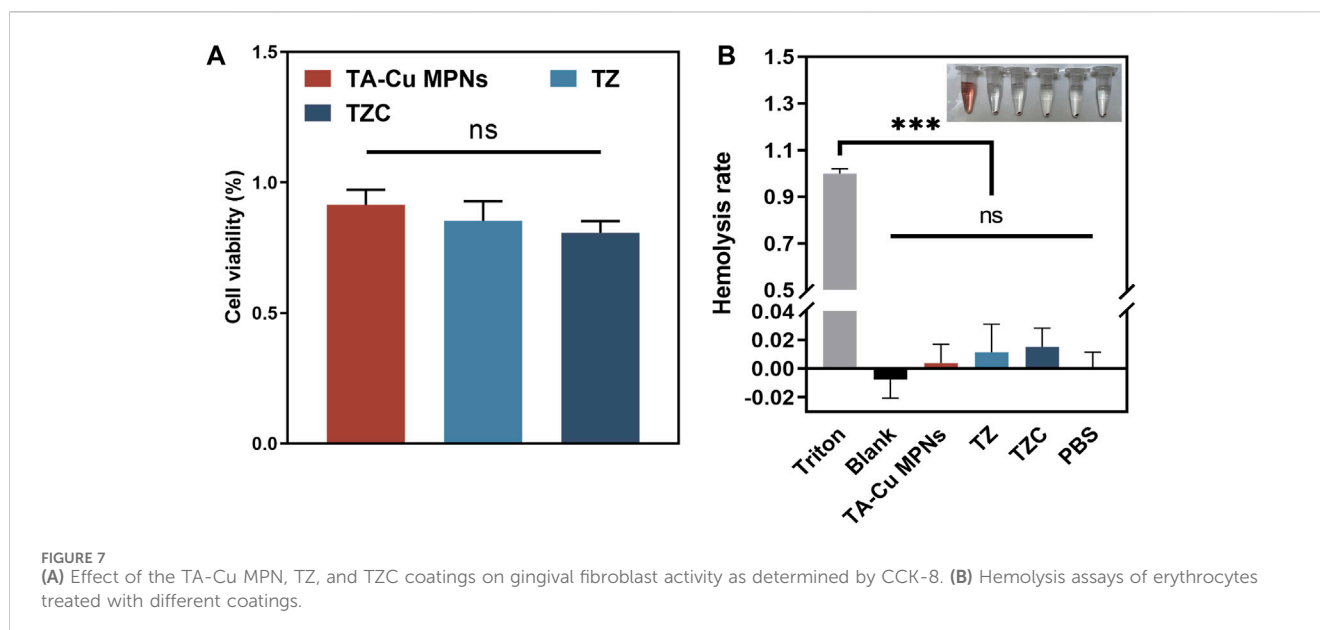 A
1.5
1.0
0.5
0.0
Cell viability (%)
TA-Cu MPNs
TZ
TZC
ns
B
1.5
1.3
1.1
0.9
0.7
0.5
0.04
0.02
0.00
-0.02
Hemolysis rate
***
ns
Triton
Blank
TA-Cu MPNs
TZ
TZC
PBS
FIGURE 7
(A) Effect of the TA-Cu MPN, TZ, and TZC coatings on gingival fibroblast activity as determined by CCK-8. (B) Hemolysis assays of erythrocytes
treated with different coatings.